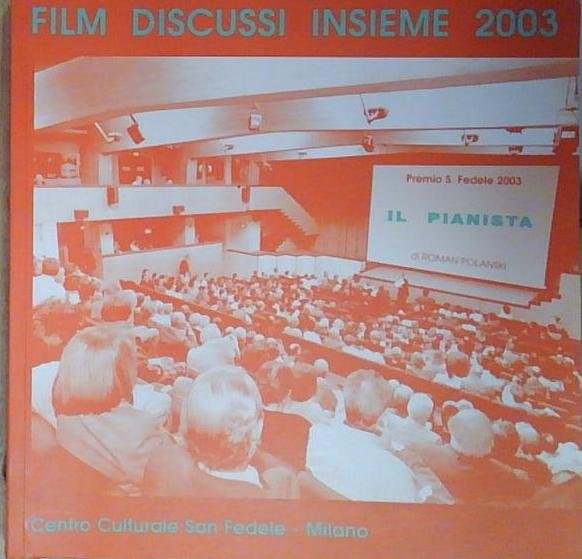 FILM DISCUSSI INSIEME 2003
Premio S. Fedele 2003
IL PIANISTA
di ROMAN POLANSKI
Centro Culturale San Fedele - Milano